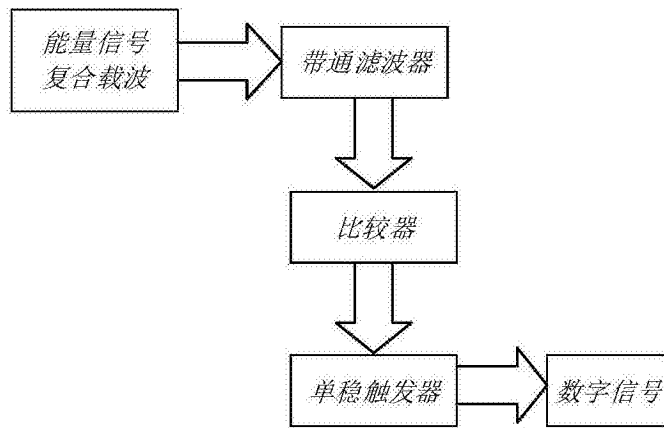 能量信号
复合载波
带通滤波器
比较器
单稳触发器
数字信号